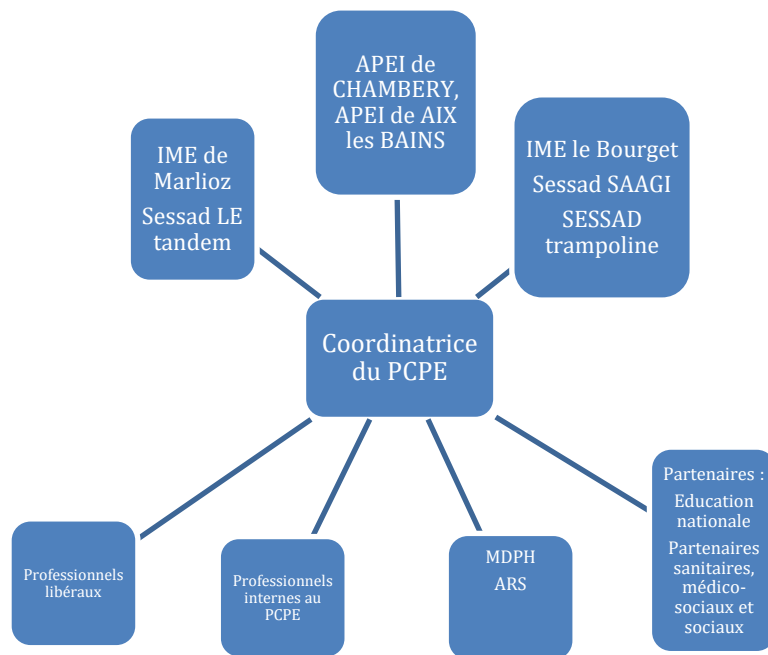 APEI de
CHAMBERY,
APEI de AIX
les BAINS
IME de
Marlioz
Sessad LE
tandem
IME le Bourget
Sessad SAAGI
SESSAD
trampoline
Coordinatrice
du PCPE
Professionnels
libéraux
Professionnels
internes au
PCPE
MDPH
ARS
Partenaires :
Education
nationale
Partenaires
sanitaires,
médico-
sociaux et
sociaux